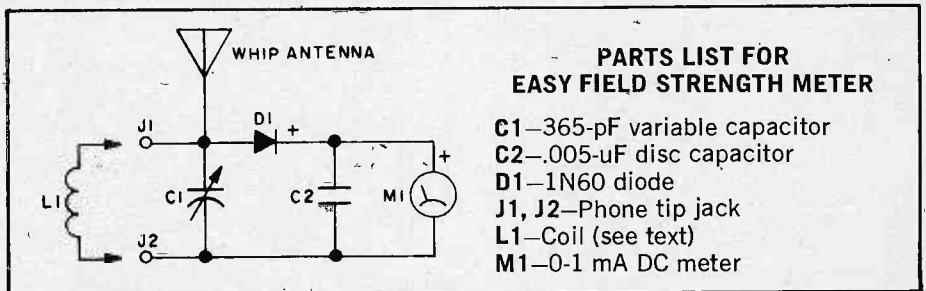 WHIP ANTENNA
J1
D1
+
+
L1
C1
C2
M1
J2
PARTS LIST FOR
EASY FIELD STRENGTH METER
C1—365-pF variable capacitor
C2—.005-uF disc capacitor
D1—1N60 diode
J1, J2—Phone tip jack
L1—Coil (see text)
M1—0-1 mA DC meter